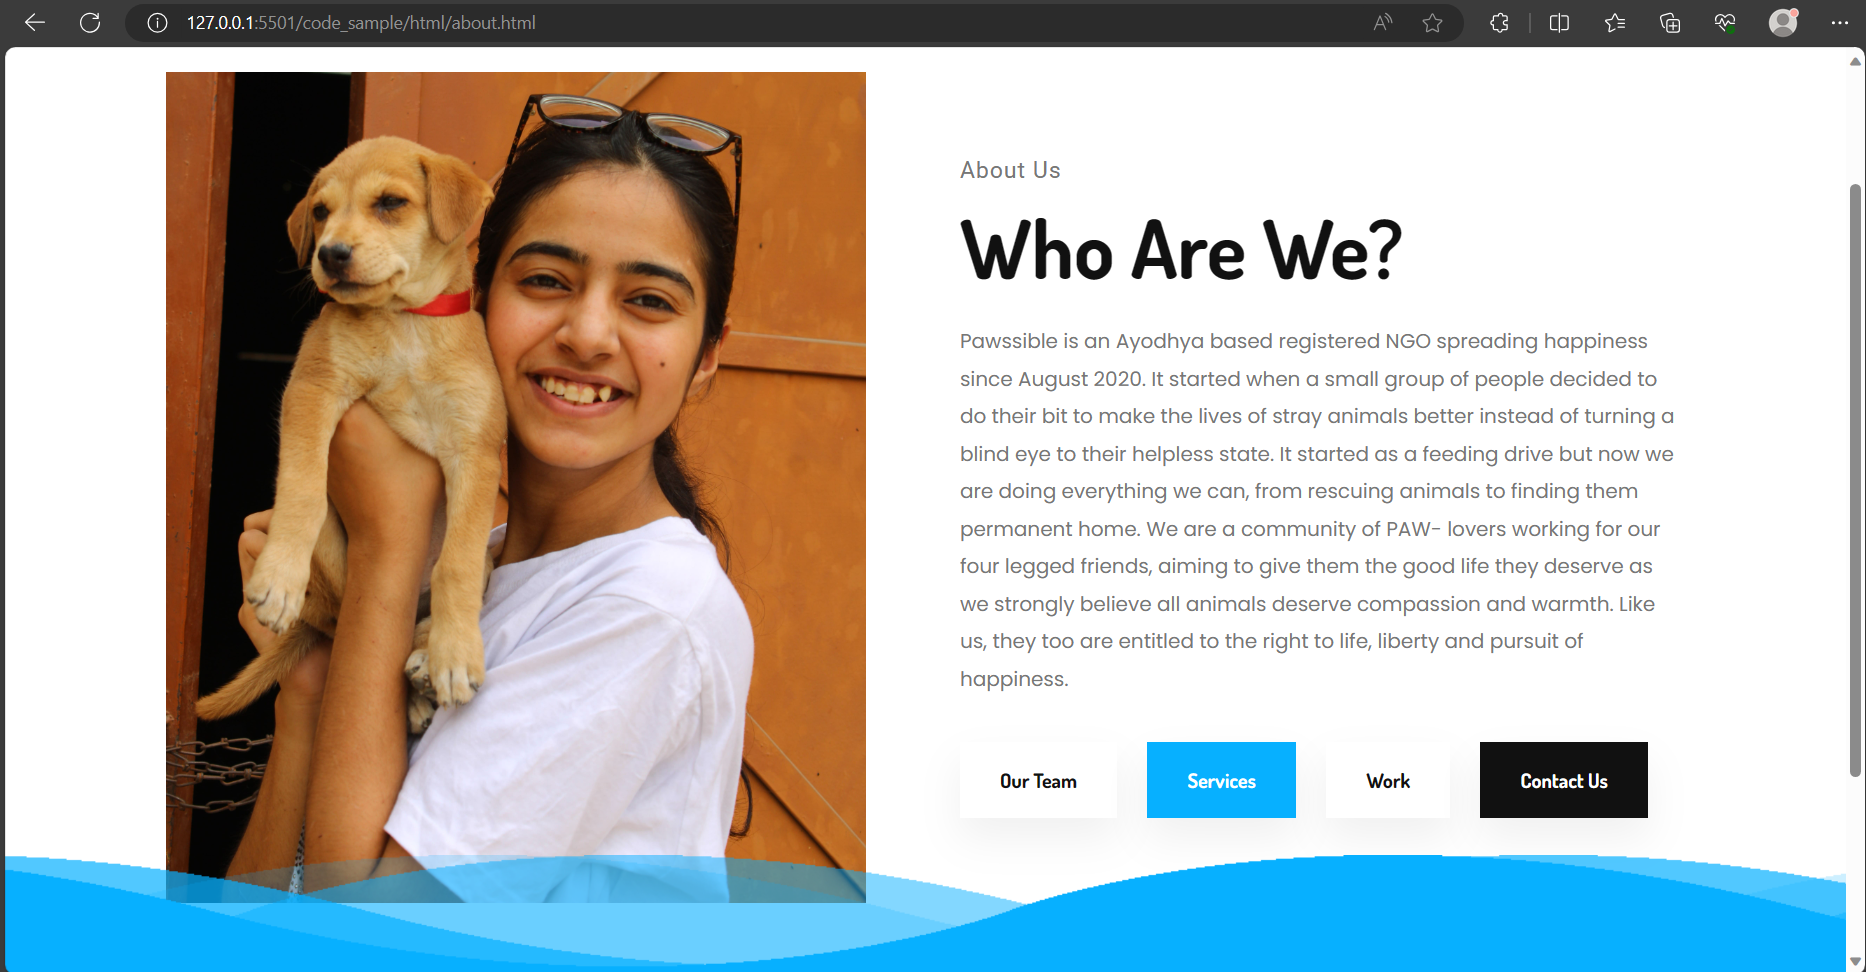 127.0.0.1:5501/code_sample/html/about.html
About Us
Who Are We?
Pawssible is an Ayodhya based registered NGO spreading happiness
since August 2020. It started when a small group of people decided to
do their bit to make the lives of stray animals better instead of turning a
blind eye to their helpless state. It started as a feeding drive but now we
are doing everything we can, from rescuing animals to finding them
permanent home. We are a community of PAW- lovers working for our
four legged friends, aiming to give them the good life they deserve as
we strongly believe all animals deserve compassion and warmth. Like
us, they too are entitled to the right to life, liberty and pursuit of
happiness.
Our Team Services Work Contact Us